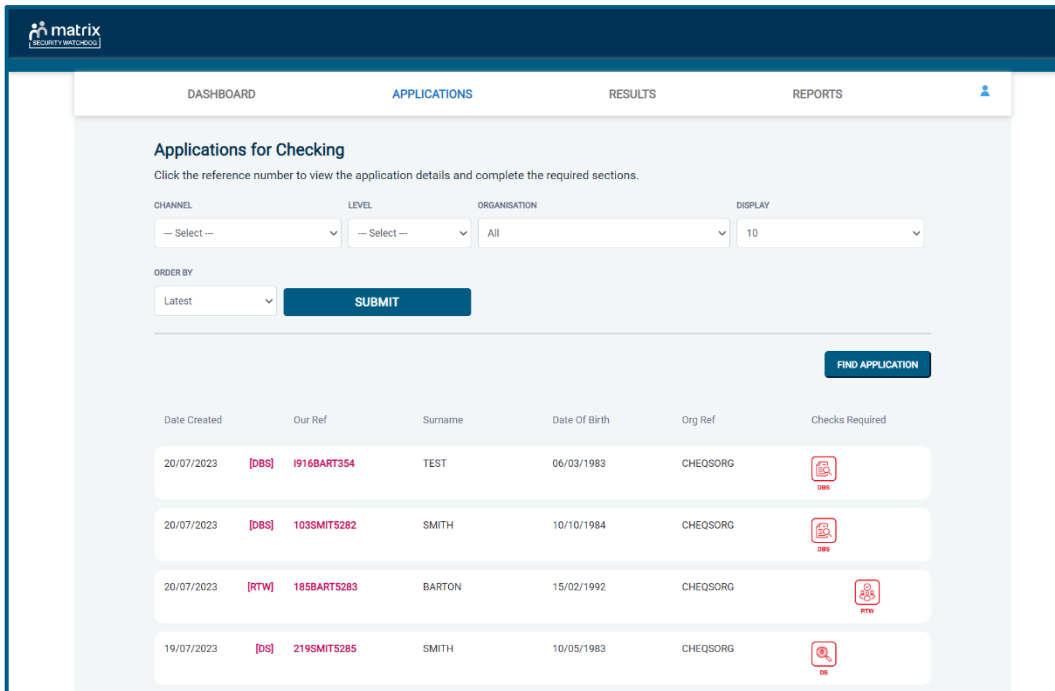 matrix
SECURITY WATCHDOG
DASHBOARD APPLICATIONS RESULTS REPORTS
Applications for Checking
Click the reference number to view the application details and complete the required sections.
CHANNEL LEVEL ORGANISATION DISPLAY
-- Select -- -- Select -- All 10
ORDER BY
Latest SUBMIT
FIND APPLICATION
Date Created Our Ref Surname Date Of Birth Org Ref Checks Required
20/07/2023 [DBS] I916BART354 TEST 06/03/1983 CHEQSORG
DBS
20/07/2023 [DBS] 103SMIT5282 SMITH 10/10/1984 CHEQSORG
DBS
20/07/2023 [RTW] 185BART5283 BARTON 15/02/1992 CHEQSORG
RTW
19/07/2023 [DS] 219SMIT5285 SMITH 10/05/1983 CHEQSORG
DS